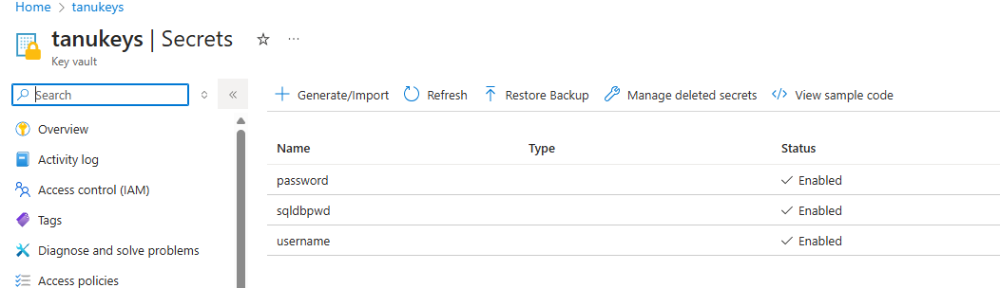 Home > tanukeys
tanukeys | Secrets
Key vault
Search
Generate/Import Refresh Restore Backup Manage deleted secrets View sample code
Overview
Activity log
Access control (IAM)
Tags
Diagnose and solve problems
Access policies
Name Type Status
password Enabled
sqldbpwd Enabled
username Enabled